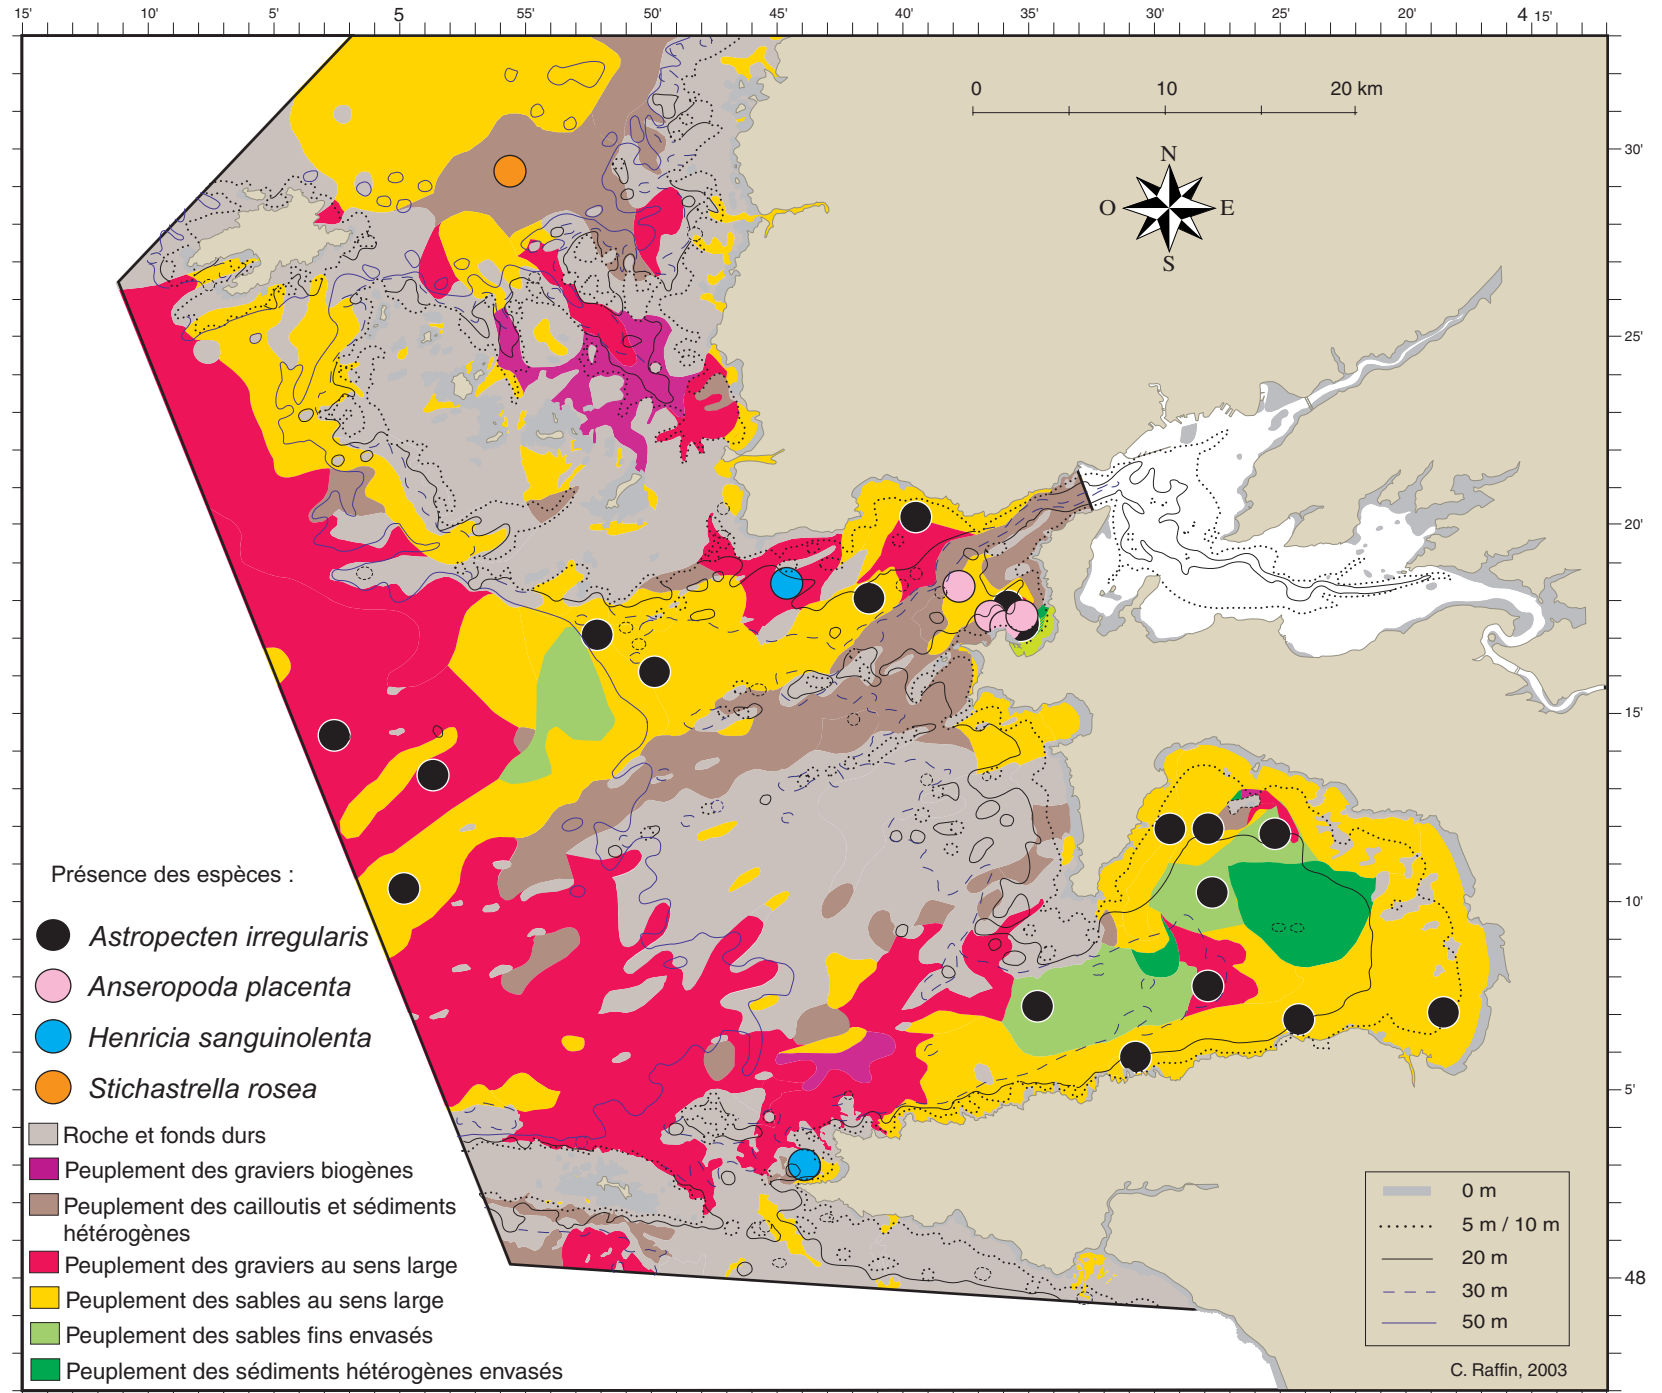 15' 10' 5' 5 55' 50' 45' 40' 35' 30' 25' 20' 4 15'
0 10 20 km
N
O E
S
30'
25'
20'
15'
10'
5'
48
Présence des espèces :
Astropecten irregularis
Anseropoda placenta
Henricia sanguinolenta
Stichastrella rosea
Roche et fonds durs
Peuplement des graviers biogènes
Peuplement des cailloutis et sédiments
hétérogènes
Peuplement des graviers au sens large
Peuplement des sables au sens large
Peuplement des sables fins envasés
Peuplement des sédiments hétérogènes envasés
0 m
5 m / 10 m
20 m
30 m
50 m
C. Raffin, 2003